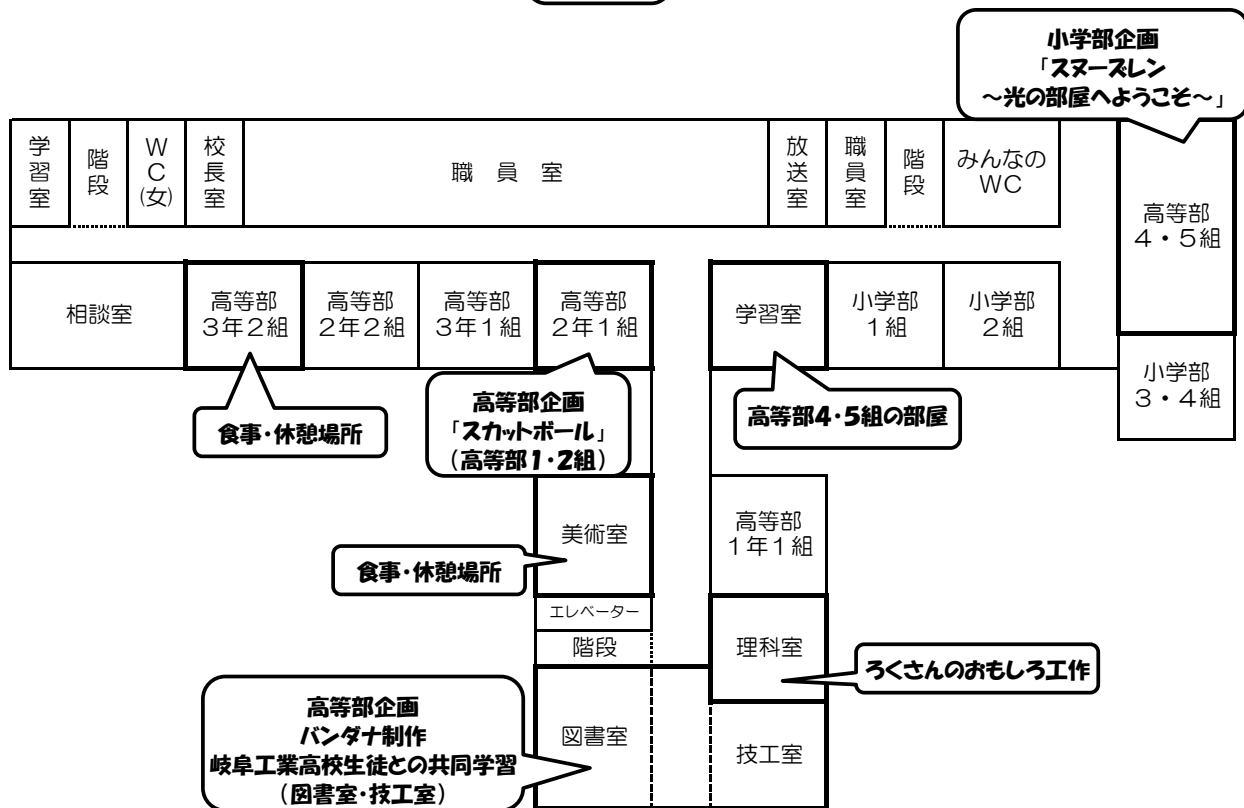 小学部企画
「スヌーズレン
～光の部屋へようこそ～」
学習室
階段
WC(女)
校長室
職員室
放送室
職員室
階段
みんなの
WC
高等部
４・５組
相談室
高等部
３年２組
高等部
２年２組
高等部
３年１組
高等部
２年１組
学習室
小学部
１組
小学部
２組
小学部
３・４組
食事・休憩場所
高等部企画
「スカットボール」
（高等部１・２組）
高等部4・5組の部屋
美術室
高等部
１年１組
食事・休憩場所
エレベーター
階段
理科室
ろくさんのおもしろ工作
高等部企画
バンダナ制作
岐阜工業高校生徒との共同学習
（図書室・技工室）
図書室
技工室